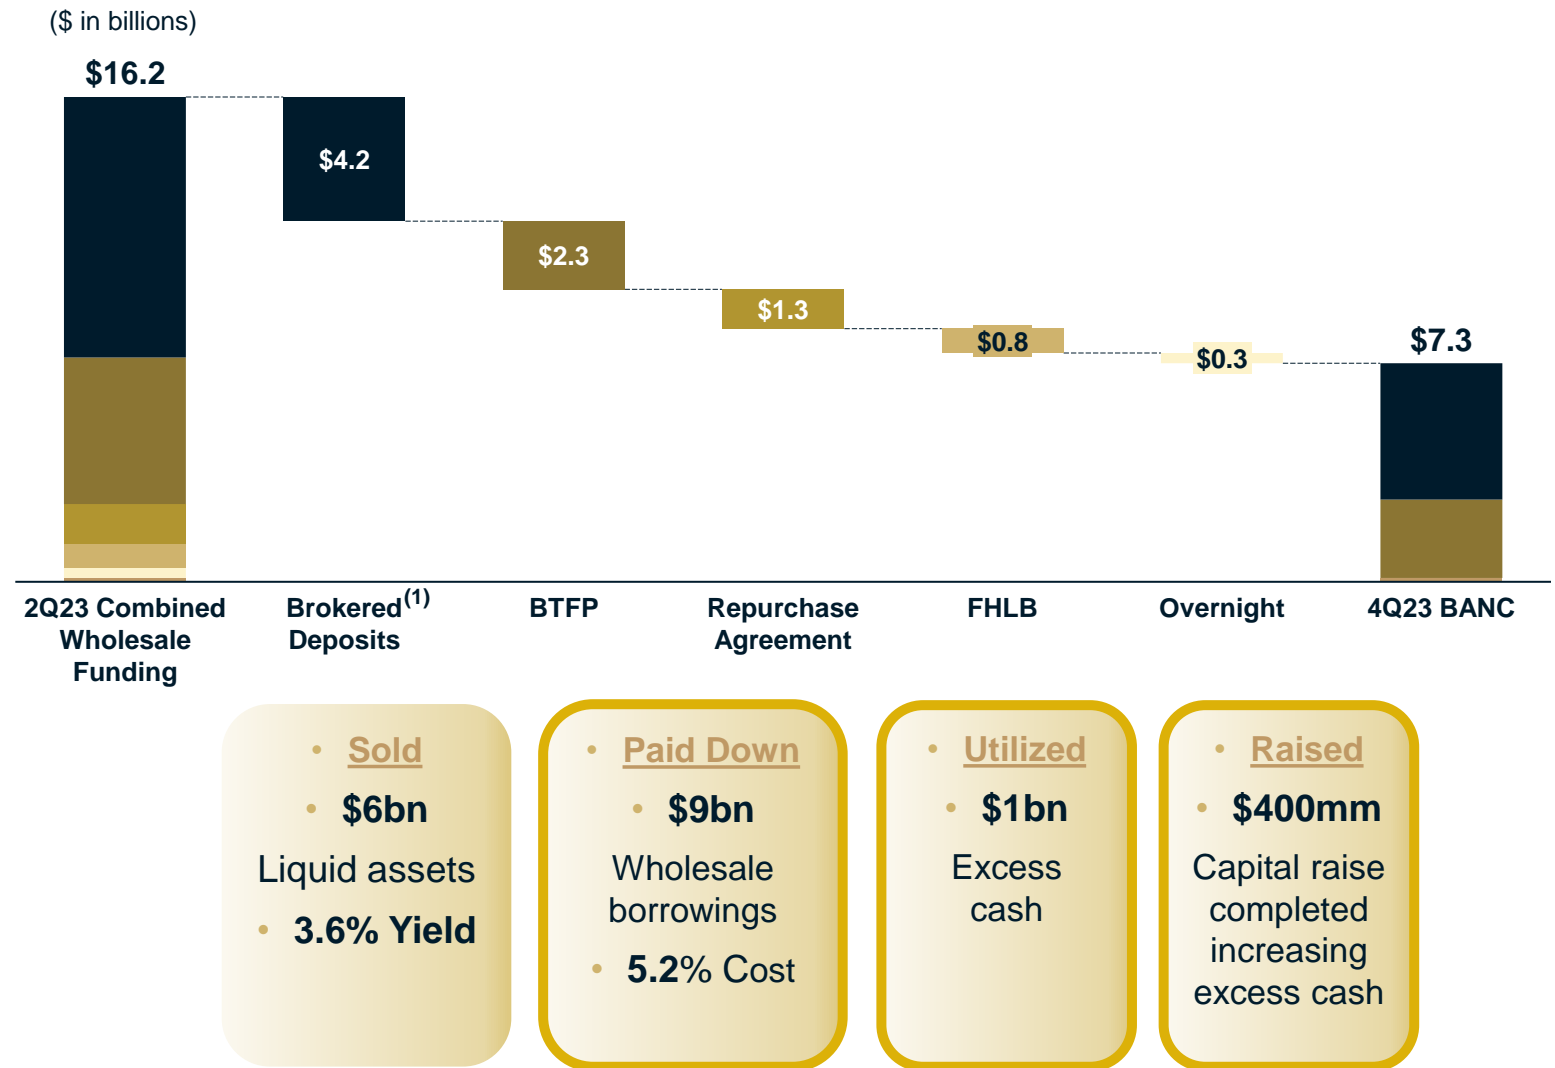 ($ in billions)
$16.2
$4.2
$2.3
$1.3
$0.8
$0.3
$7.3
2Q23 Combined
Wholesale
Funding
Brokered(1)
Deposits
BTFP
Repurchase
Agreement
FHLB
Overnight
4Q23 BANC
• Sold
• $6bn
Liquid assets
• 3.6% Yield
• Paid Down
• $9bn
Wholesale
borrowings
• 5.2% Cost
• Utilized
• $1bn
Excess
cash
• Raised
• $400mm
Capital raise
completed
increasing
excess cash